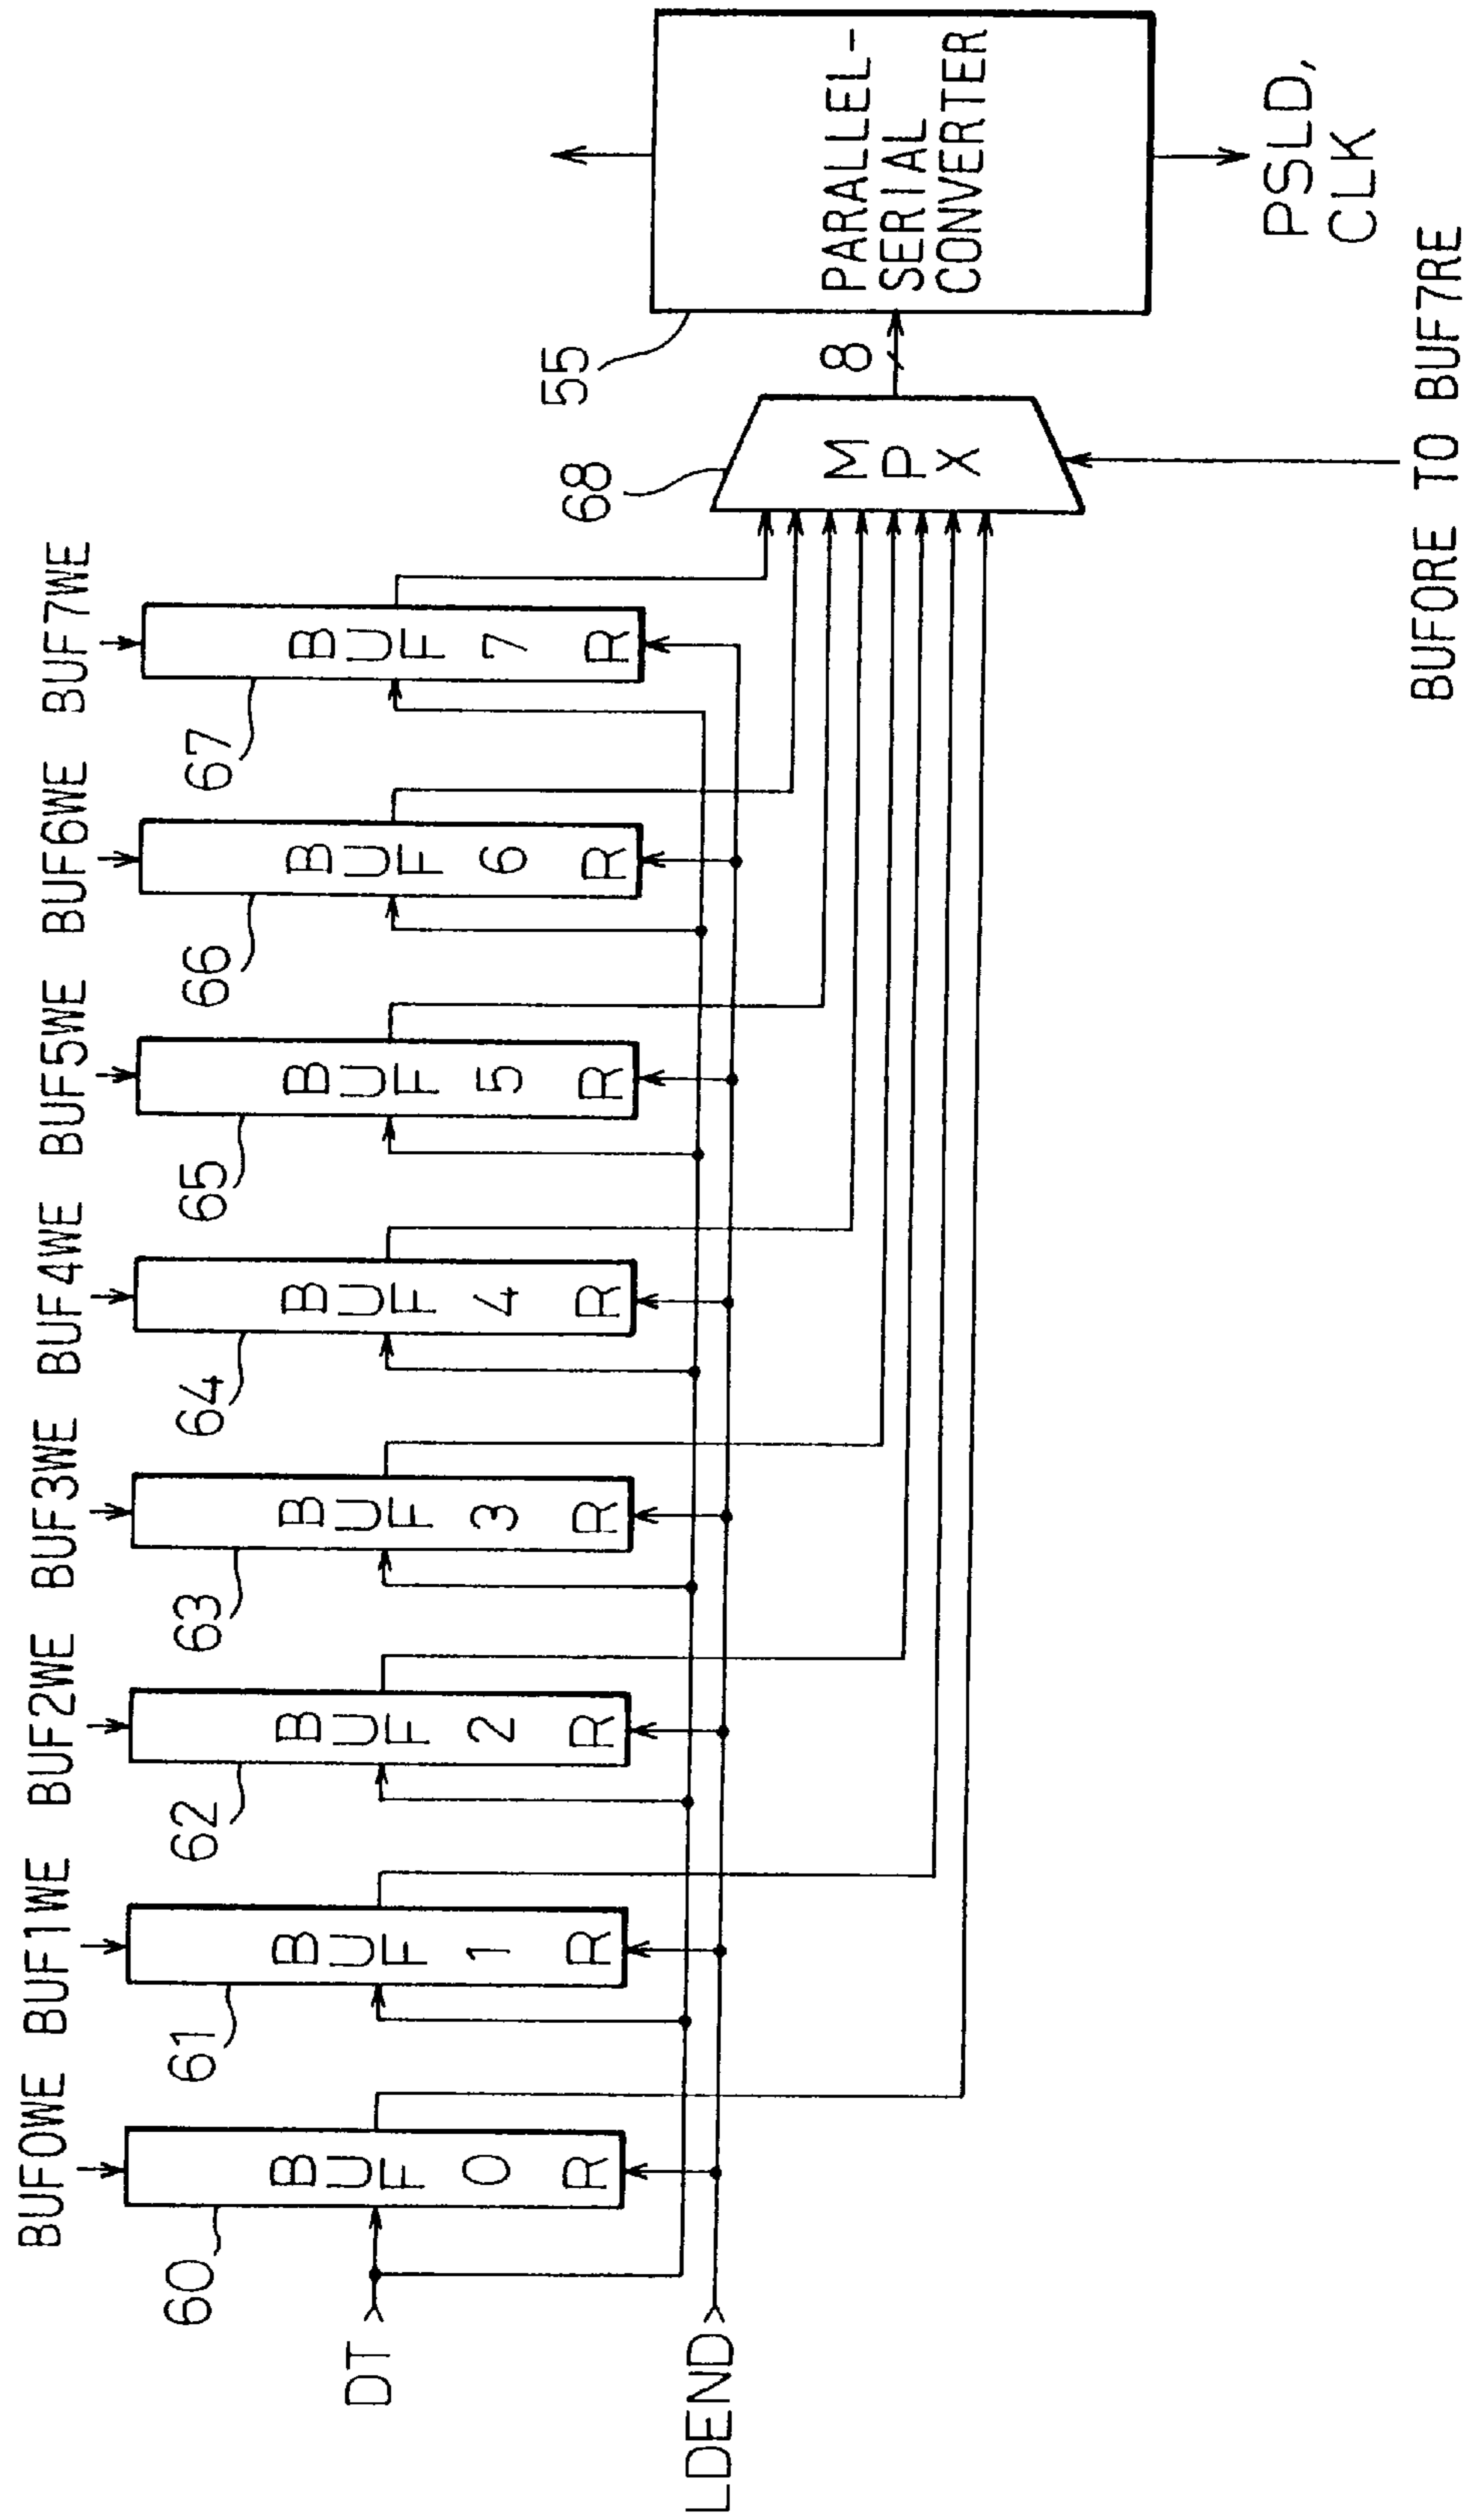 BUF0WE BUF1WE BUF2WE BUF3WE BUF4WE BUF5WE BUF6WE BUF7WE
60
61
62
63
64
65
66
67
DT
BUF 0 R
BUF 1 R
BUF 2 R
BUF 3 R
BUF 4 R
BUF 5 R
BUF 6 R
BUF 7 R
LDEND
68
MPX
8
55
PARALLEL-
SERIAL
CONVERTER
PSLD,
CLK
BUF0RE TO BUF7RE